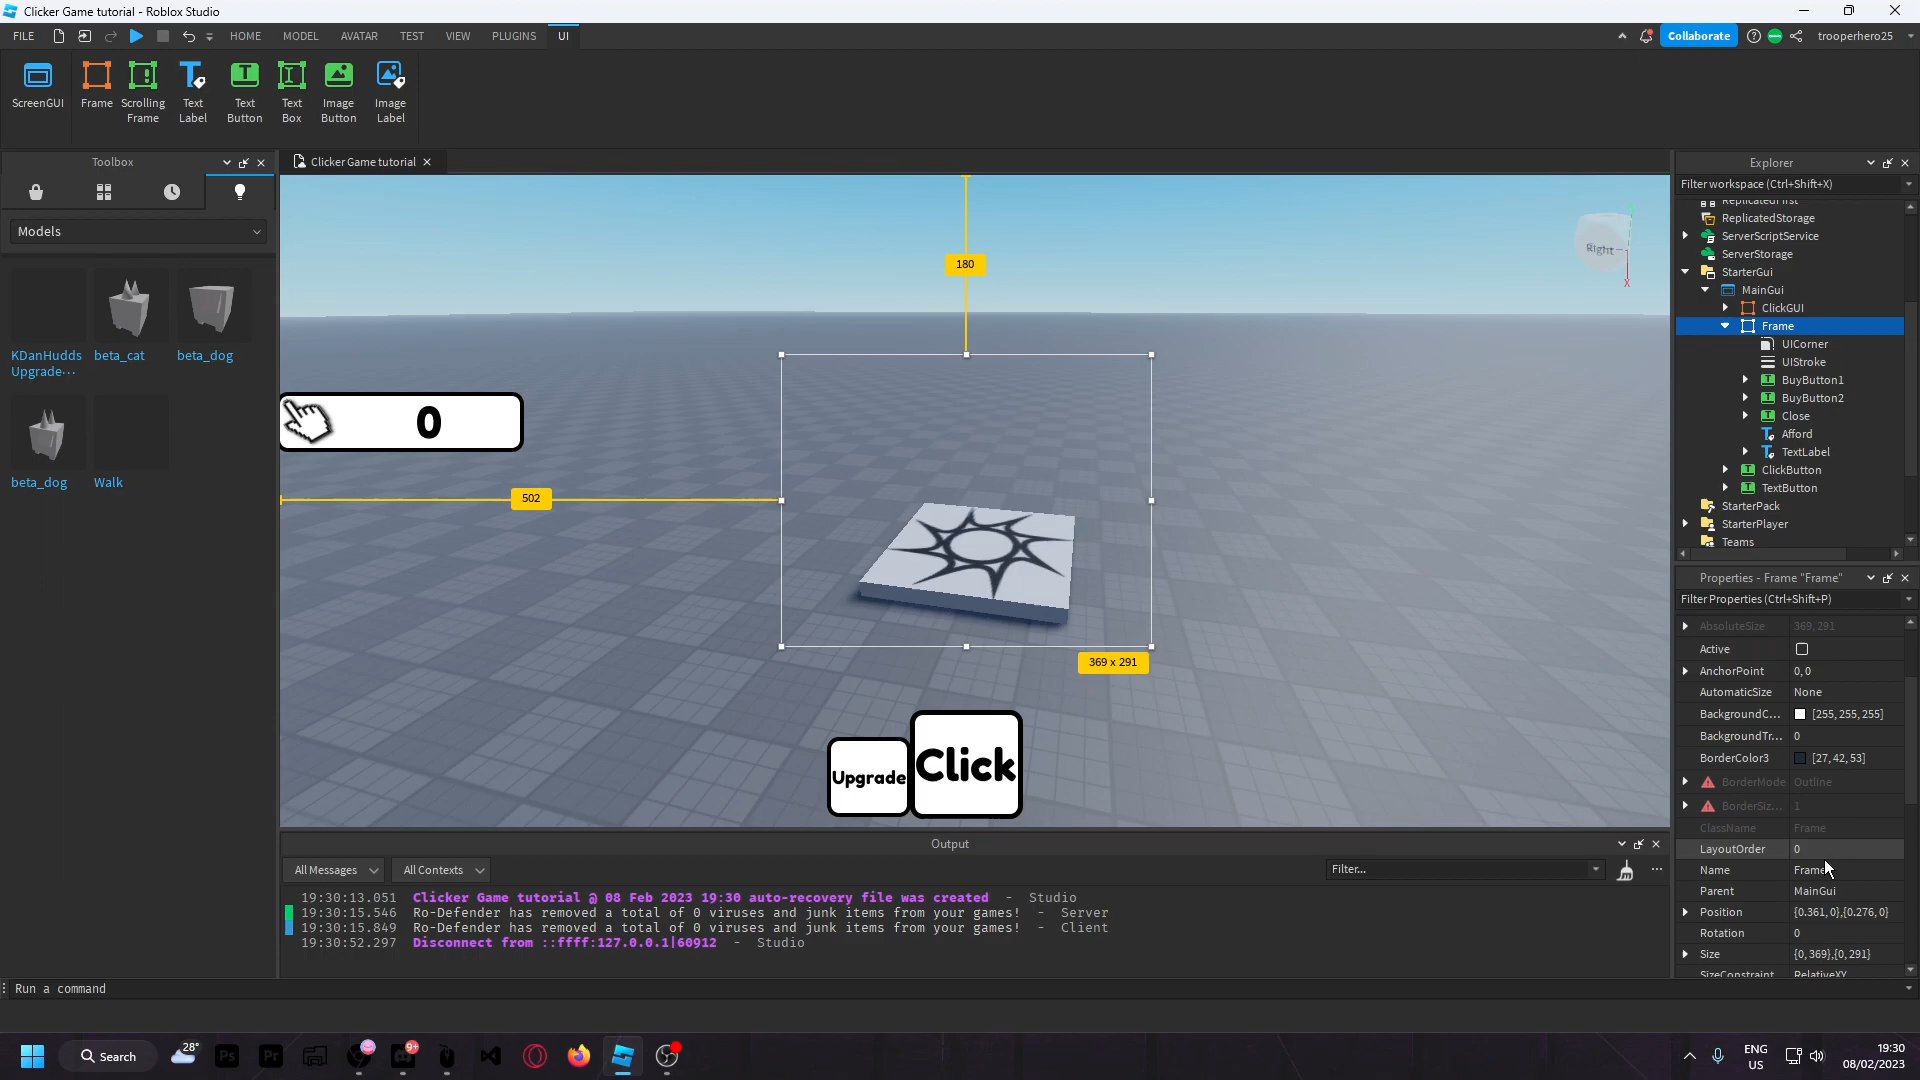 Clicker Game tutorial - Roblox Studio
FILE
HOME
MODEL
AVATAR
TEST
VIEW
PLUGINS
UI
Collaborate
trooperhero25
ScreenGUI
Frame
Scrolling
Frame
Text
Label
Text
Button
Text
Box
Image
Button
Image
Label
Toolbox
Models
KDanHudds
Upgrade...
beta_cat
beta_dog
beta_dog
Walk
Clicker Game tutorial
180
502
369 x 291
0
Upgrade
Click
Right
X
Explorer
Filter workspace (Ctrl+Shift+X)
ReplicatedFirst
ReplicatedStorage
ServerScriptService
ServerStorage
StarterGui
MainGui
ClickGUI
Frame
UICorner
UIStroke
BuyButton1
BuyButton2
Close
Afford
TextLabel
ClickButton
TextButton
StarterPack
StarterPlayer
Teams
Properties - Frame "Frame"
Filter Properties (Ctrl+Shift+P)
AbsoluteSize 369, 291
Active
AnchorPoint 0, 0
AutomaticSize None
BackgroundC... [255, 255, 255]
BackgroundTr... 0
BorderColor3 [27, 42, 53]
BorderMode Outline
BorderSiz... 1
ClassName Frame
LayoutOrder 0
Name Frame
Parent MainGui
Position {0.361, 0},{0.276, 0}
Rotation 0
Size {0, 369},{0, 291}
SizeConstraint RelativeXY
Output
All Messages
All Contexts
Filter...
19:30:13.051 Clicker Game tutorial @ 08 Feb 2023 19:30 auto-recovery file was created - Studio
19:30:15.546 Ro-Defender has removed a total of 0 viruses and junk items from your games! - Server
19:30:15.849 Ro-Defender has removed a total of 0 viruses and junk items from your games! - Client
19:30:52.297 Disconnect from ::ffff:127.0.0.1|60912 - Studio
Run a command
Search
28°
Ps
Pr
9+
ENG
US
19:30
08/02/2023